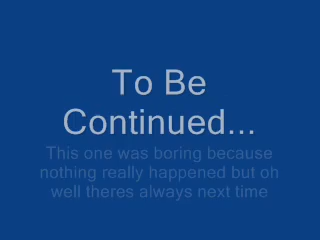 To Be
Continued...
This one was boring because
nothing really happened but oh
well theres always next time